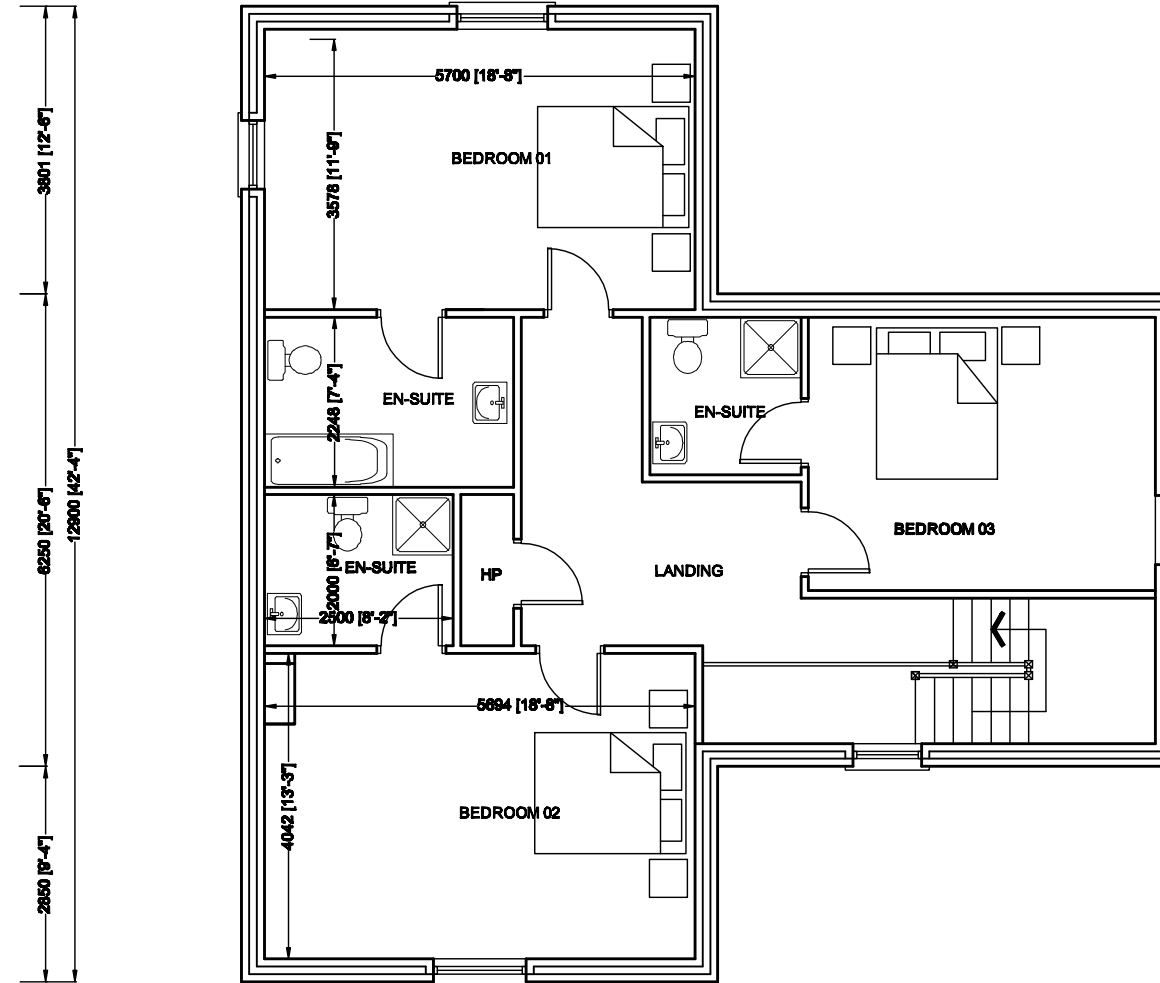 5700 [18'-8"]
3801 [12'-6"]
3578 [11'-9"]
BEDROOM 01
2248 [7'-4"]
EN-SUITE
EN-SUITE
12900 [42'-4"]
6250 [20'-6"]
BEDROOM 03
2000 [6'-7"]
EN-SUITE
HP
LANDING
2500 [8'-2"]
5694 [18'-8"]
4042 [13'-3"]
BEDROOM 02
2850 [9'-4"]